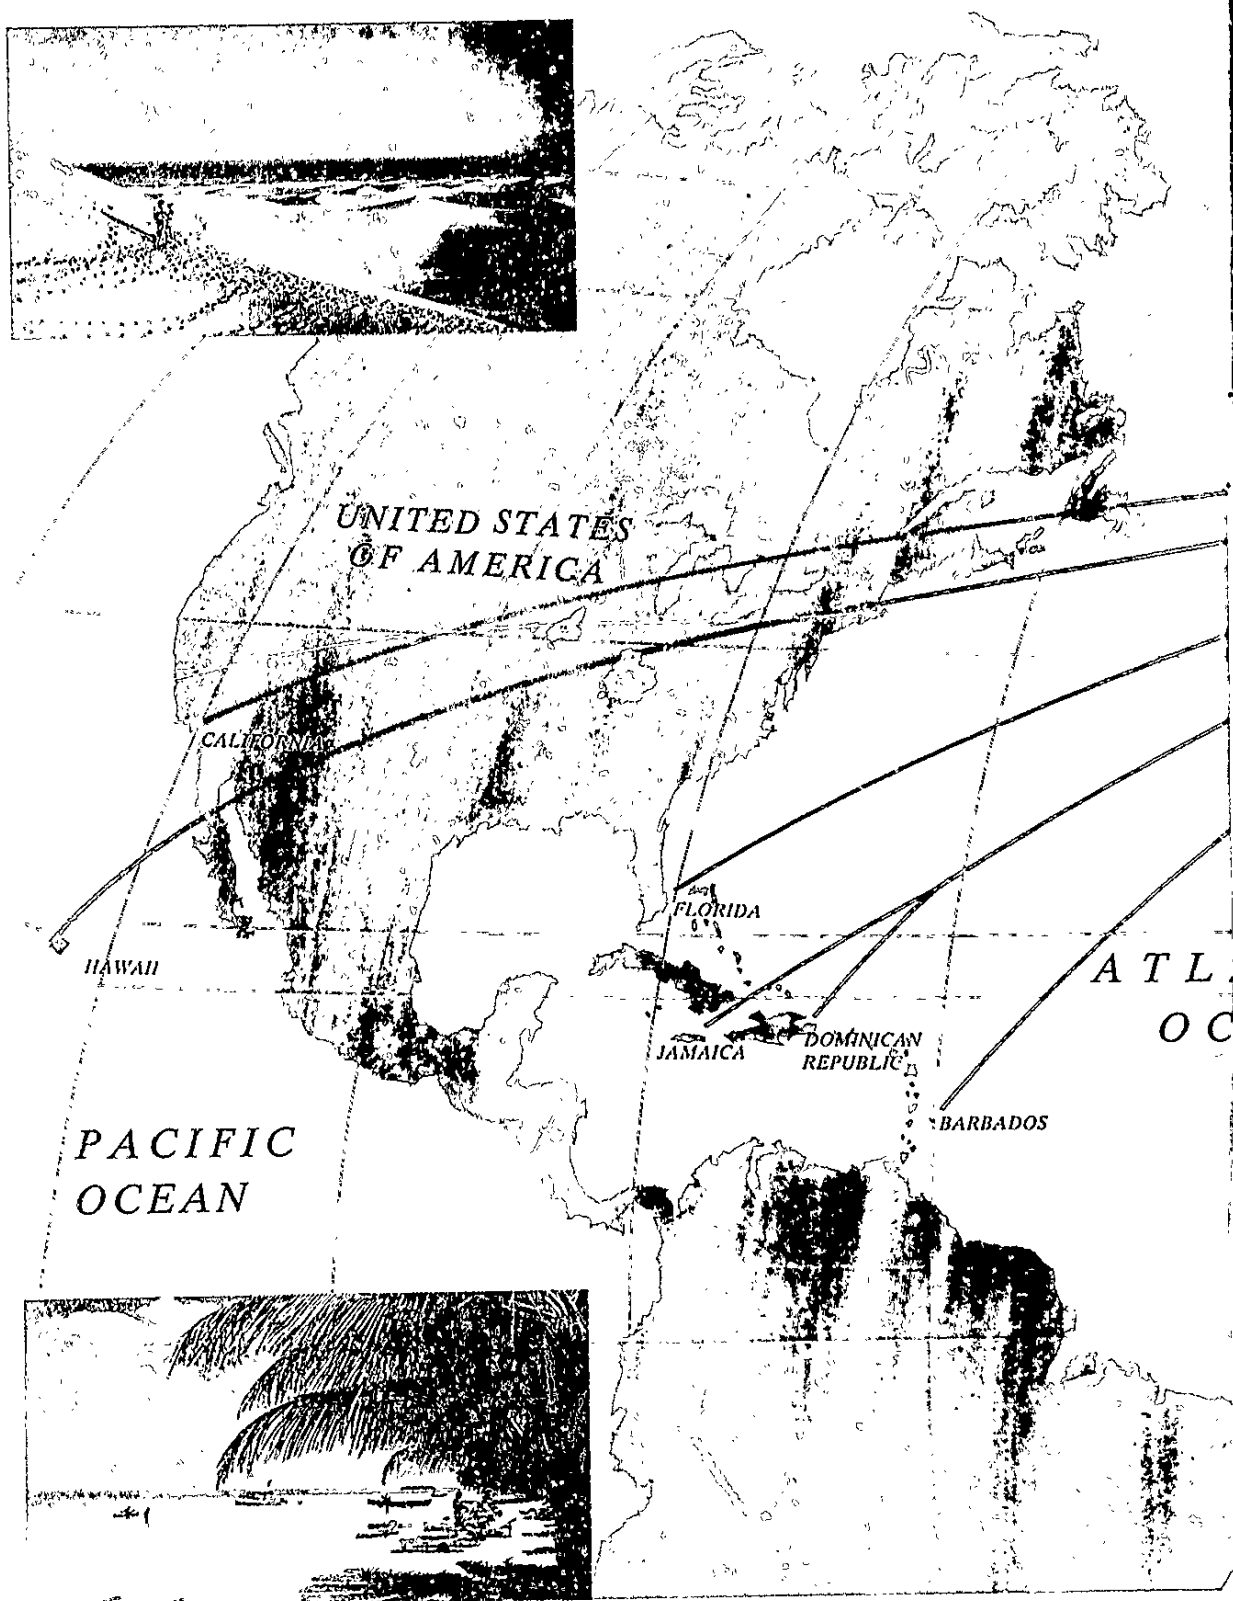 UNITED STATES
OF AMERICA
CALIFORNIA
FLORIDA
HAWAII
ATL
OC
JAMAICA
DOMINICAN
REPUBLIC
BARBADOS
PACIFIC
OCEAN